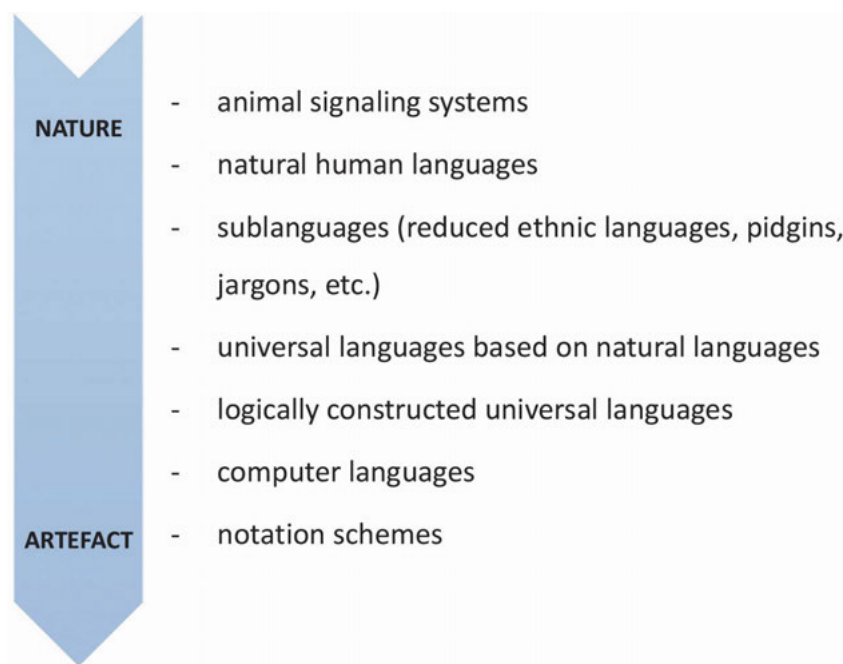 - animal signaling systems
NATURE
- natural human languages
- sublanguages (reduced ethnic languages, pidgins,
jargons, etc.)
- universal languages based on natural languages
- logically constructed universal languages
- computer languages
ARTEFACT
- notation schemes